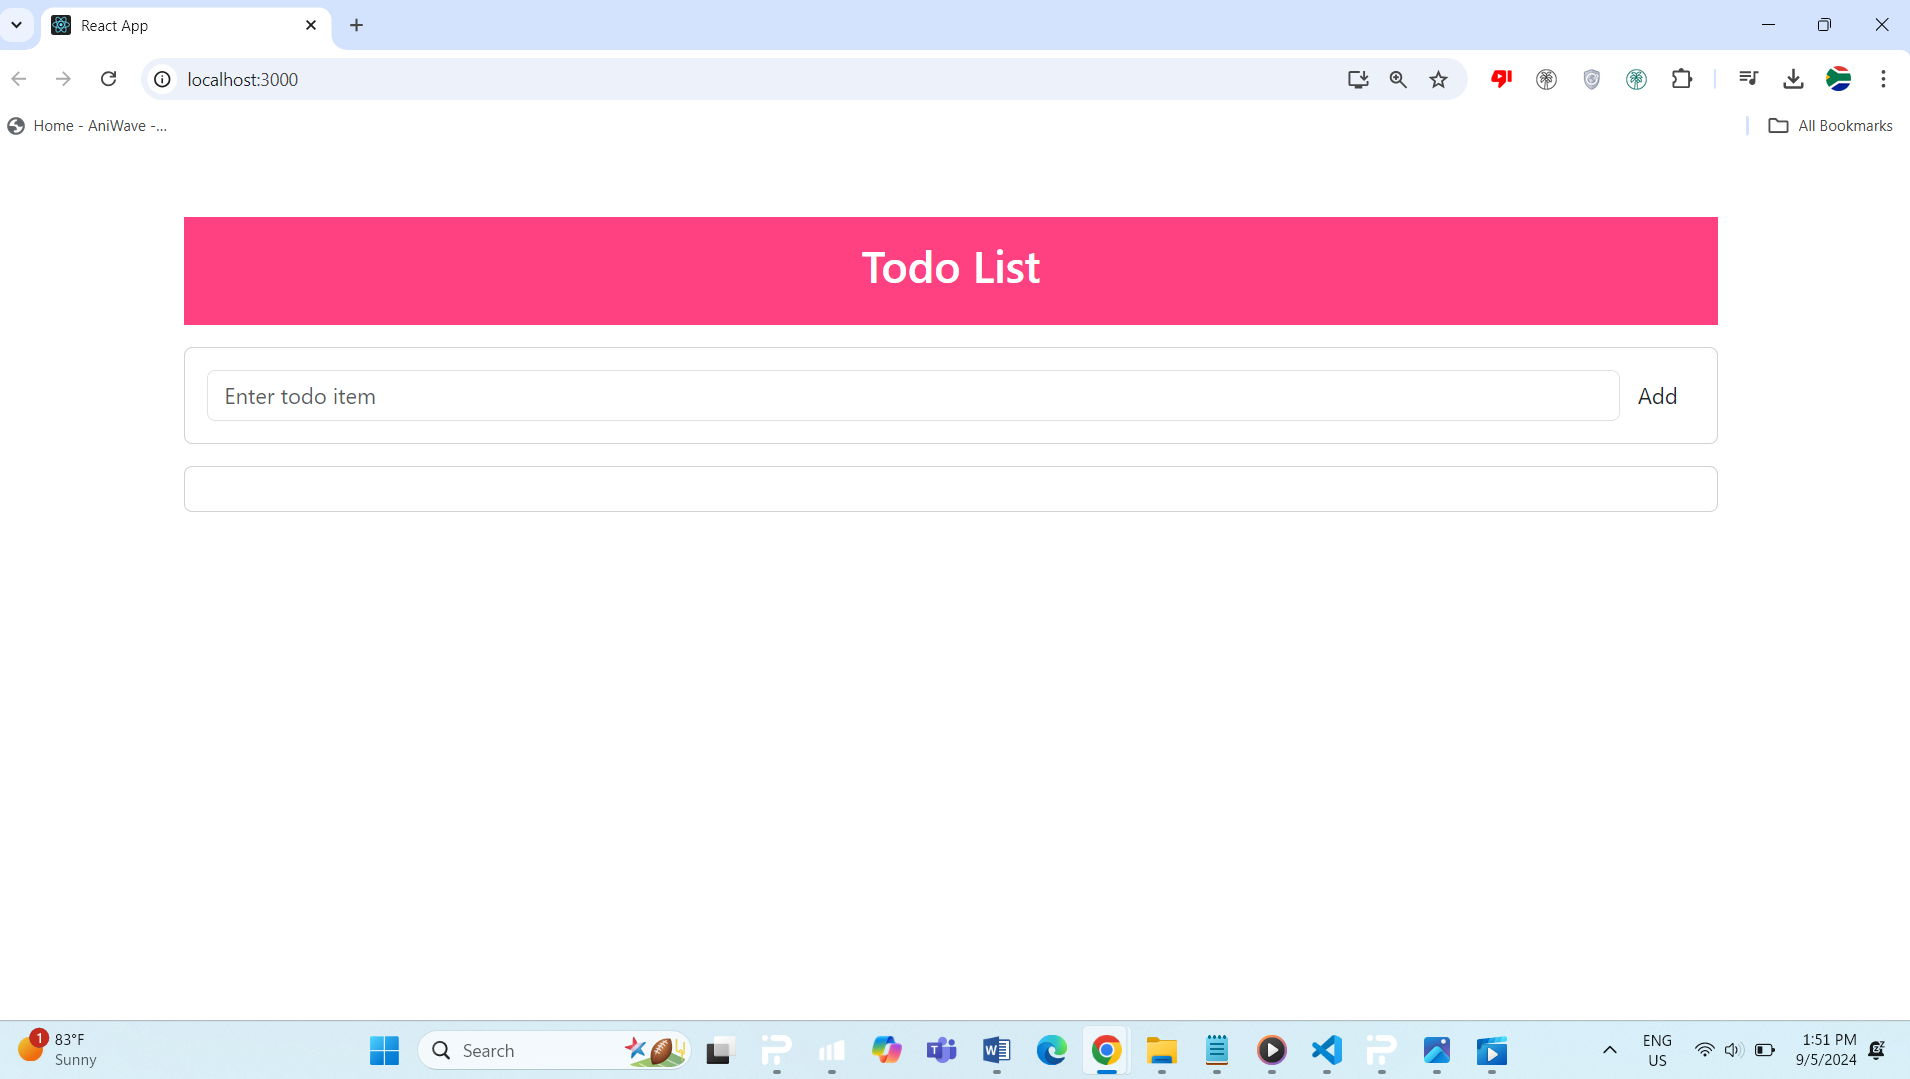 React App
localhost:3000
Home - AniWave -...
All Bookmarks
Todo List
Enter todo item
Add
1
83°F
Sunny
Search
ENG
US
1:51 PM
9/5/2024